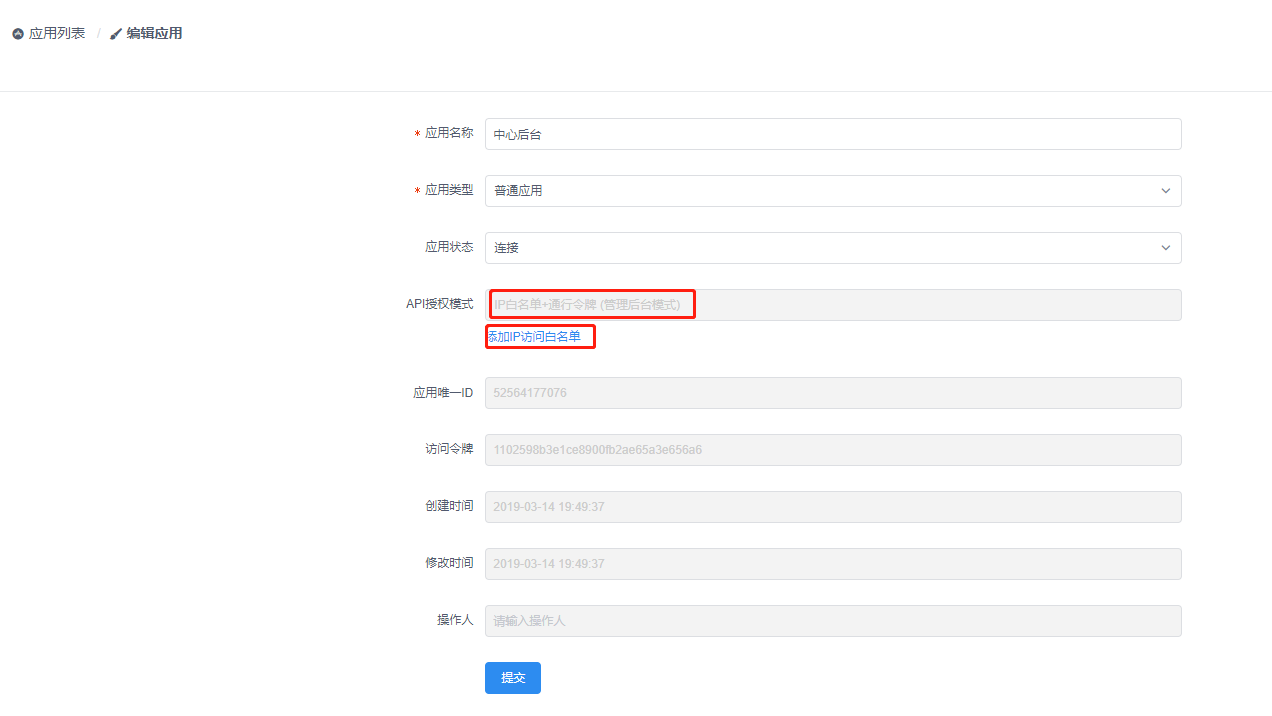 应用列表 / 编辑应用
* 应用名称 中心后台
* 应用类型 普通应用
应用状态 连接
API授权模式 IP白名单+通行令牌 (管理后台模式)
添加IP访问白名单
应用唯一ID 52564177076
访问令牌 1102598b3e1ce8900fb2ae65a3e656a6
创建时间 2019-03-14 19:49:37
修改时间 2019-03-14 19:49:37
操作人 请输入操作人
提交